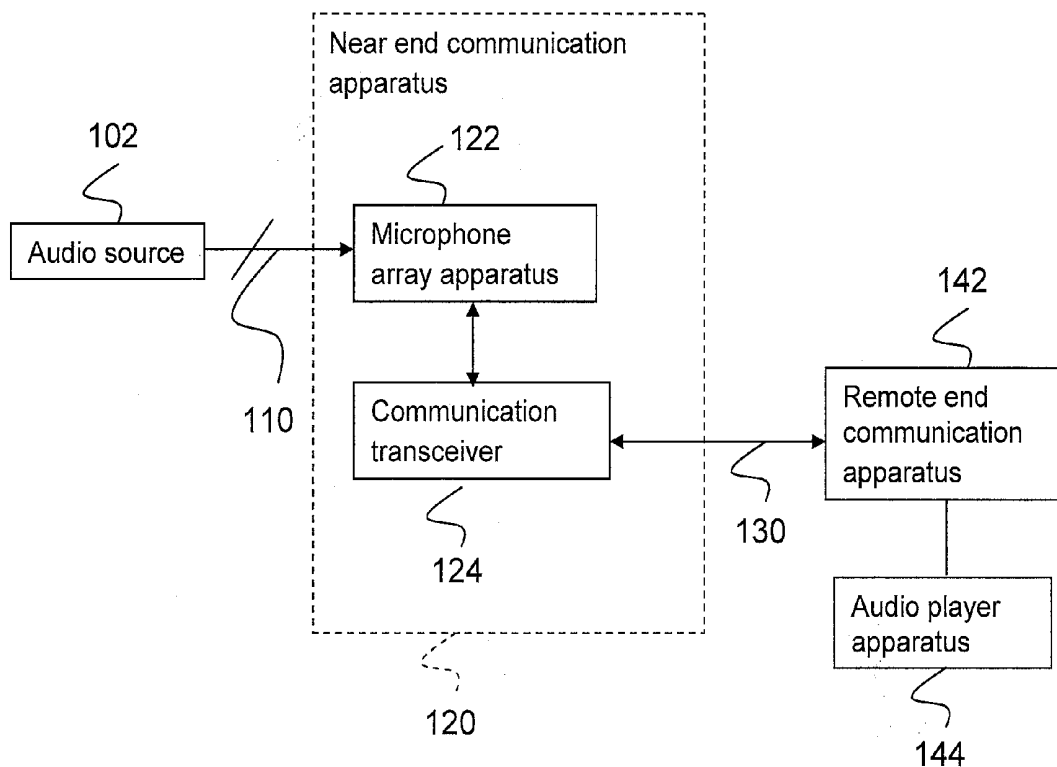 Near end communication
apparatus
102
122
Audio source
Microphone
array apparatus
110
142
Communication
transceiver
Remote end
communication
apparatus
130
124
Audio player
apparatus
120
144